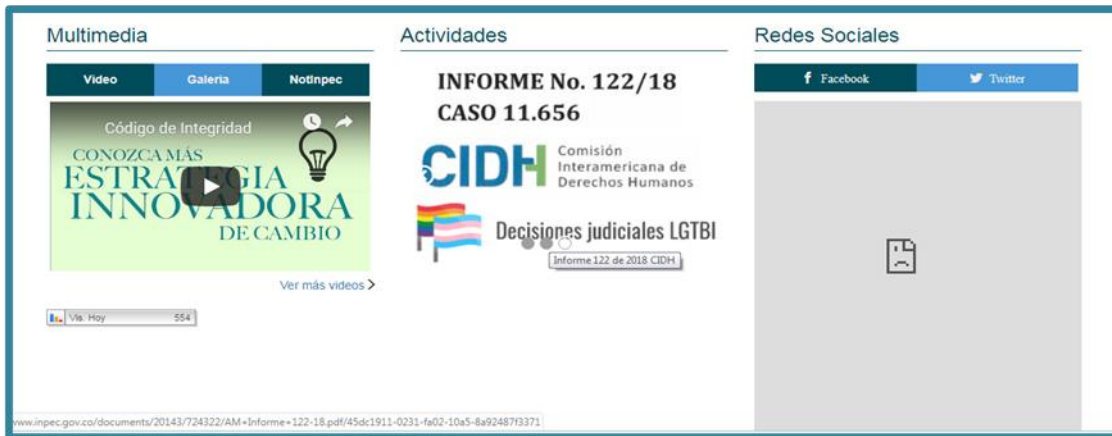 Multimedia
Video
Galería
NotInpec
Código de Integridad
CONOZCA MÁS
ESTRATEGIA
INNOVADORA
DE CAMBIO
Ver más videos
Vis. Hoy 554
Actividades
INFORME No. 122/18
CASO 11.656
CIDH
Comisión
Interamericana de
Derechos Humanos
Decisiones judiciales LGTBI
Informe 122 de 2018 CIDH
Redes Sociales
Facebook
Twitter
www.inpec.gov.co/documents/20143/724322/AM+Informe+122-18.pdf/45dc1911-0231-fa02-10a5-8a92487f3371